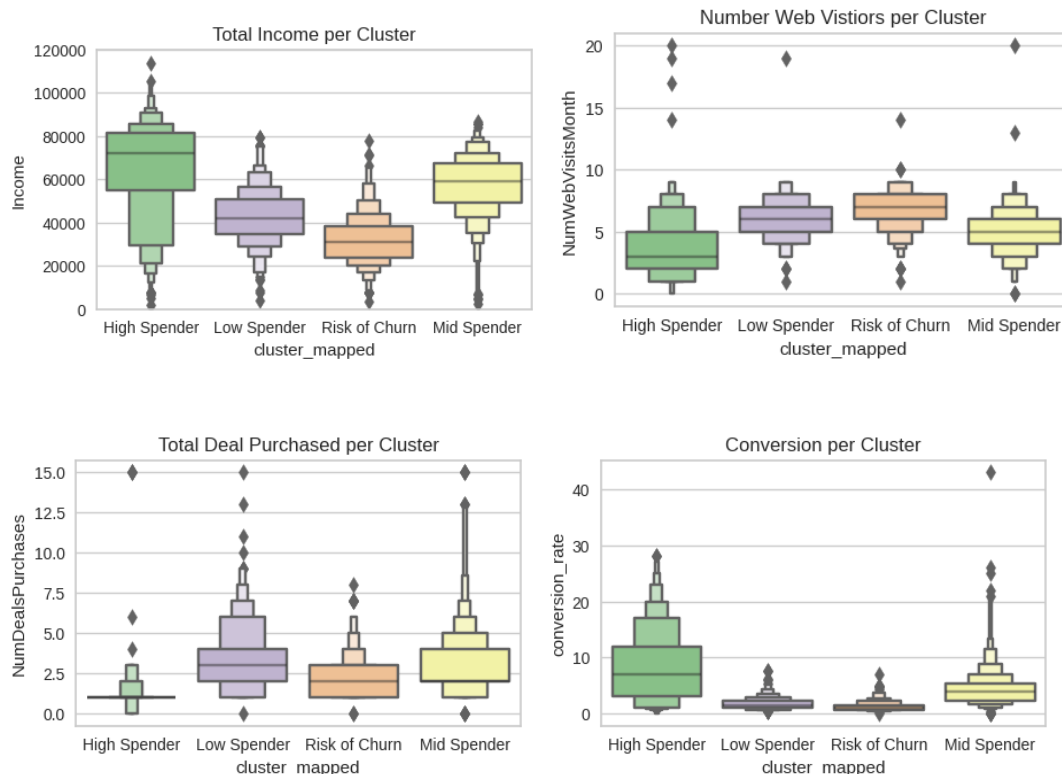 Total Income per Cluster
120000
100000
80000
60000
40000
20000
0
Income
High Spender Low Spender Risk of Churn Mid Spender
cluster_mapped
Number Web Vistiors per Cluster
20
15
10
5
0
NumWebVisitsMonth
High Spender Low Spender Risk of Churn Mid Spender
cluster_mapped
Total Deal Purchased per Cluster
15.0
12.5
10.0
7.5
5.0
2.5
0.0
NumDealsPurchases
High Spender Low Spender Risk of Churn Mid Spender
cluster_mapped
Conversion per Cluster
40
30
20
10
0
conversion_rate
High Spender Low Spender Risk of Churn Mid Spender
cluster_mapped